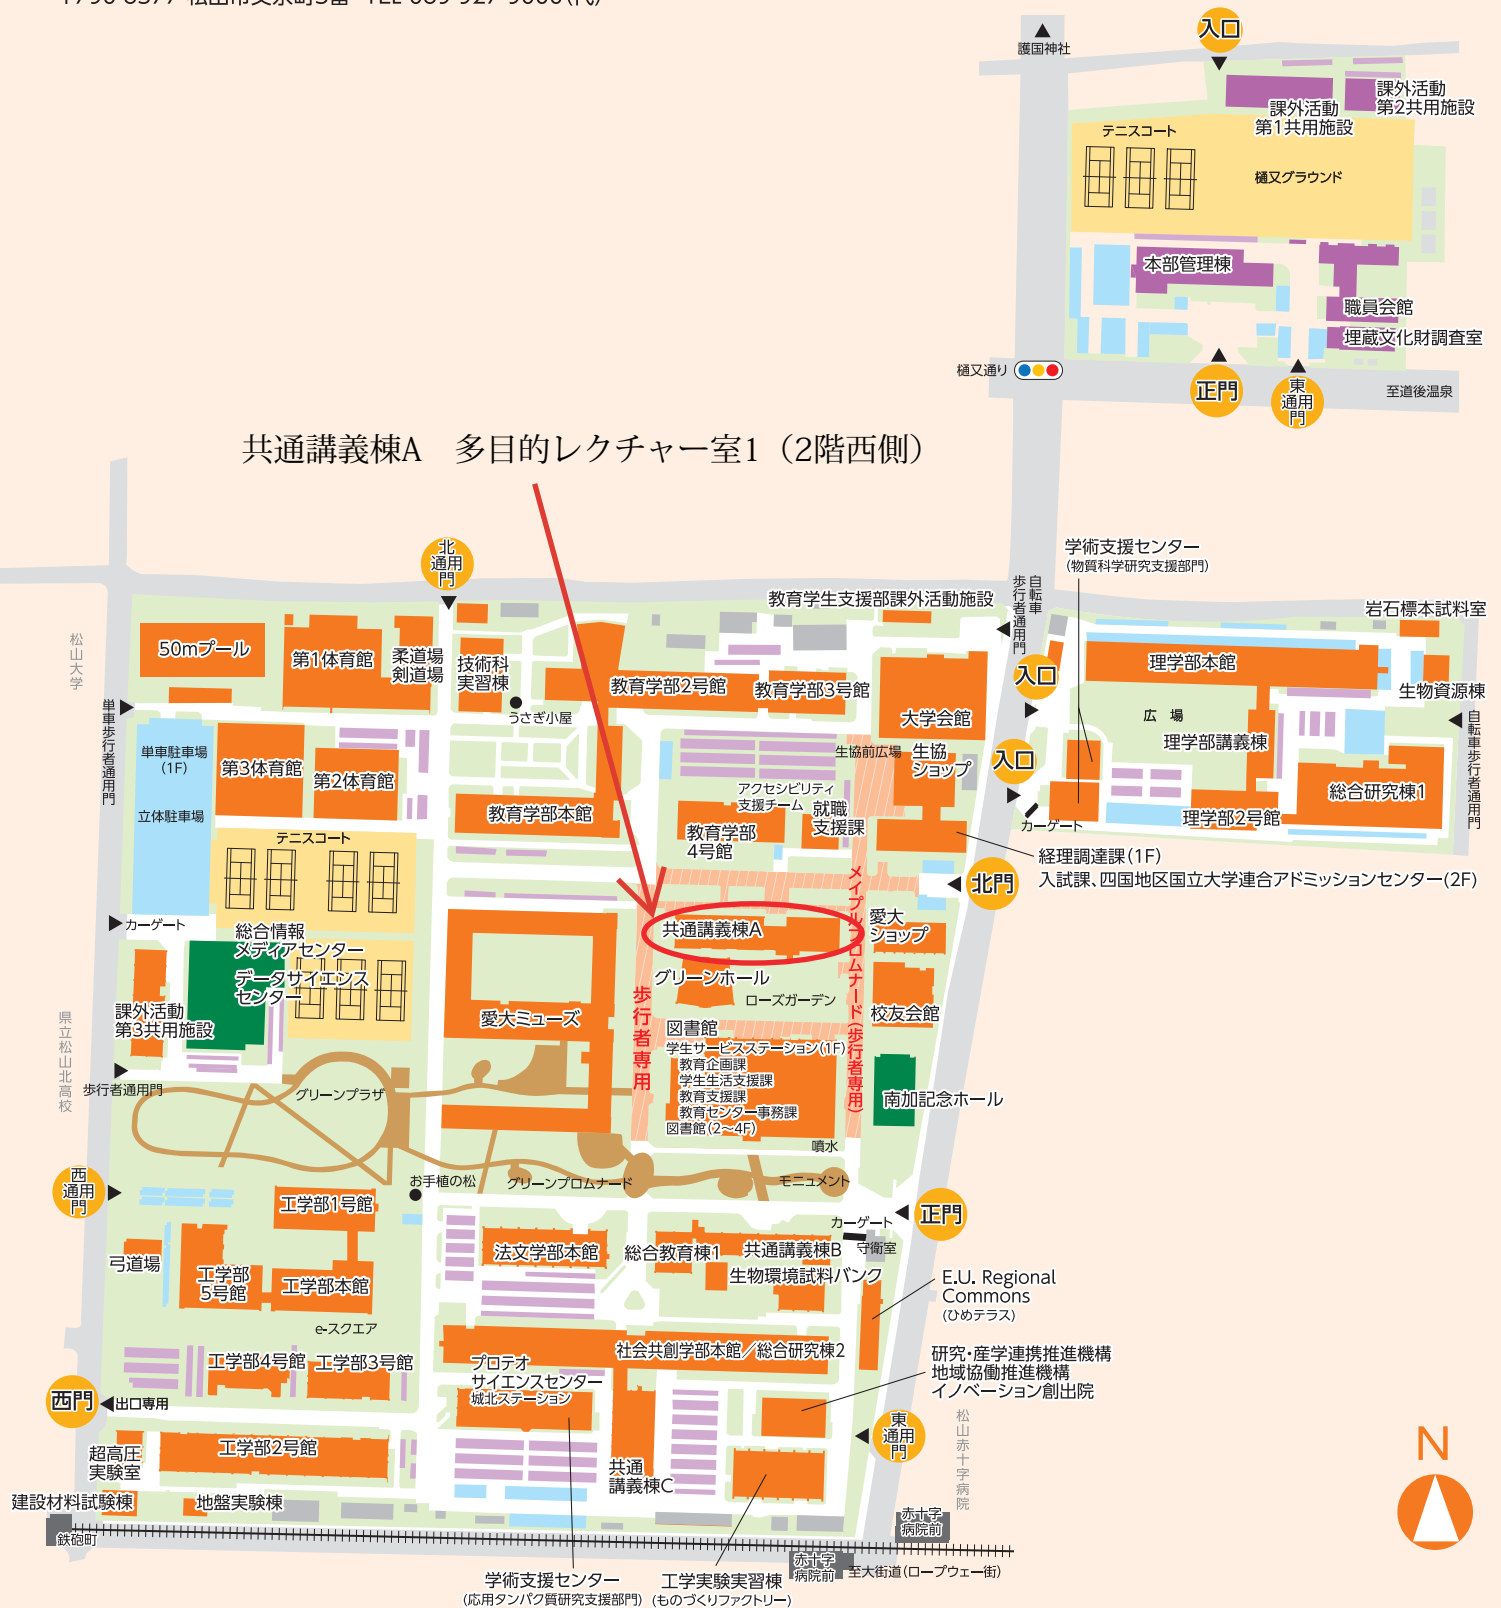 〒790-8577 松山市文京町3番 TEL 089-927-9000(代)
護国神社
入口
課外活動
第2共用施設
課外活動
第1共用施設
テニスコート
樋又グラウンド
本部管理棟
職員会館
埋蔵文化財調査室
樋又通り
正門
東
通用
門
至道後温泉
共通講義棟A 多目的レクチャー室1（2階西側）
北
通用
門
学術支援センター
(物質科学研究支援部門)
自転車
歩行者通用門
教育学生支援部課外活動施設
岩石標本試料室
松山大学
50mプール
第1体育館
柔道場
剣道場
技術科
実習棟
うさぎ小屋
教育学部2号館
教育学部3号館
大学会館
入口
理学部本館
生物資源棟
広 場
理学部講義棟
自転車歩行者通用門
単車歩行者通用門
単車駐車場
(1F)
立体駐車場
第3体育館
第2体育館
生協前広場
生協
ショップ
入口
アクセシビリティ
支援チーム
就職
支援課
教育学部本館
教育学部
4号館
カーゲート
理学部2号館
総合研究棟1
テニスコート
経理調達課(1F)
入試課、四国地区国立大学連合アドミッションセンター(2F)
北門
メイプルプロムナード(歩行者専用)
カーゲート
総合情報
メディアセンター
データサイエンス
センター
共通講義棟A
愛大
ショップ
グリーンホール
ローズガーデン
歩行者専用
課外活動
第3共用施設
愛大ミューズ
校友会館
図書館
学生サービスステーション(1F)
教育企画課
学生生活支援課
教育支援課
教育センター事務課
図書館(2〜4F)
県立松山北高校
歩行者通用門
グリーンプラザ
南加記念ホール
噴水
西
通用
門
お手植の松
グリーンプロムナード
モニュメント
工学部1号館
カーゲート
正門
守衛室
弓道場
工学部
5号館
工学部本館
法文学部本館
総合教育棟1
共通講義棟B
生物環境試料バンク
E.U. Regional
Commons
(ひめテラス)
e-スクエア
工学部4号館
工学部3号館
プロテオ
サイエンスセンター
城北ステーション
社会共創学部本館／総合研究棟2
研究・産学連携推進機構
地域協働推進機構
イノベーション創出院
西門
出口専用
東
通用
門
松山赤十字病院
N
超高圧
実験室
工学部2号館
共通
講義棟C
建設材料試験棟
地盤実験棟
鉄砲町
赤十字
病院前
赤十字
病院前
至大街道(ロープウェー街)
学術支援センター
(応用タンパク質研究支援部門)
工学実験実習棟
(ものづくりファクトリー)